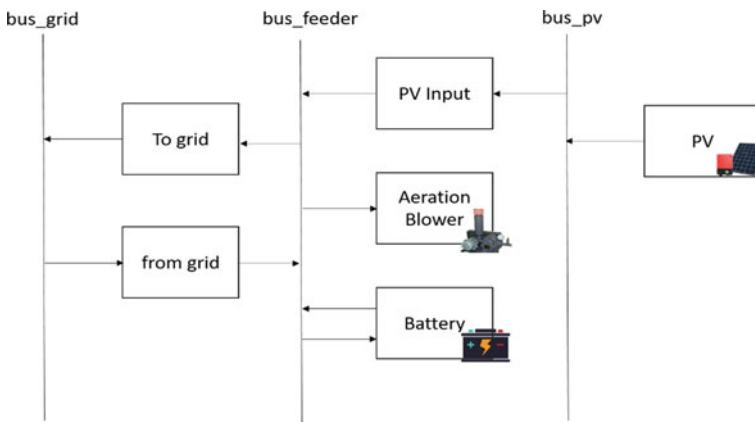 bus_grid
bus_feeder
bus_pv
PV Input
To grid
PV
Aeration
Blower
from grid
Battery